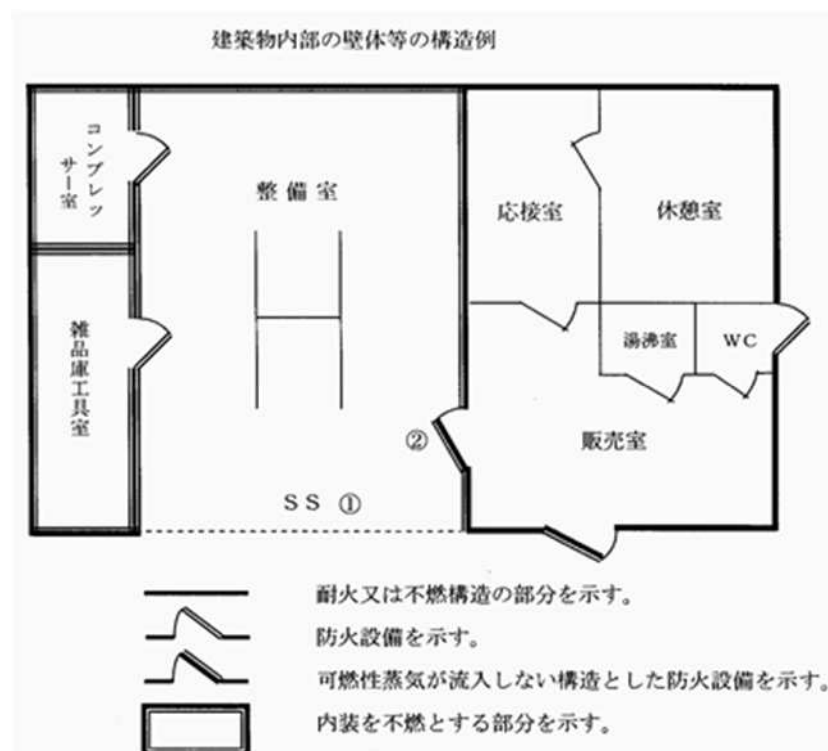 建築物内部の壁体等の構造例
コンプレッ
サー室
整備室
応接室
休憩室
雑品庫工具室
湯沸室
WC
②
販売室
SS ①
耐火又は不燃構造の部分を示す。
防火設備を示す。
可燃性蒸気が流入しない構造とした防火設備を示す。
内装を不燃とする部分を示す。